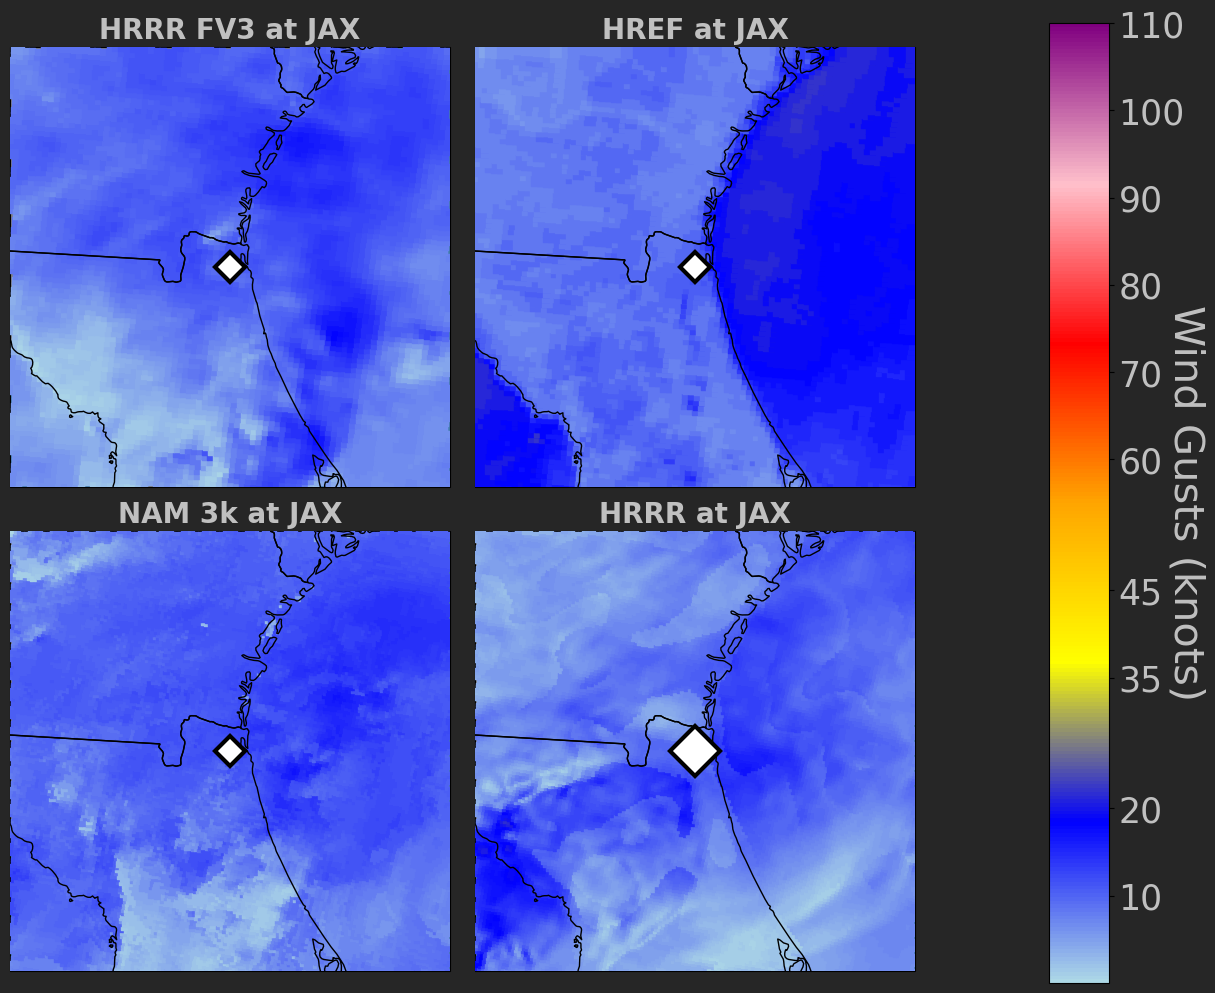 HRRR FV3 at JAX
HREF at JAX
NAM 3k at JAX
HRRR at JAX
110
100
90
80
70
60
45
35
20
10
Wind Gusts (knots)